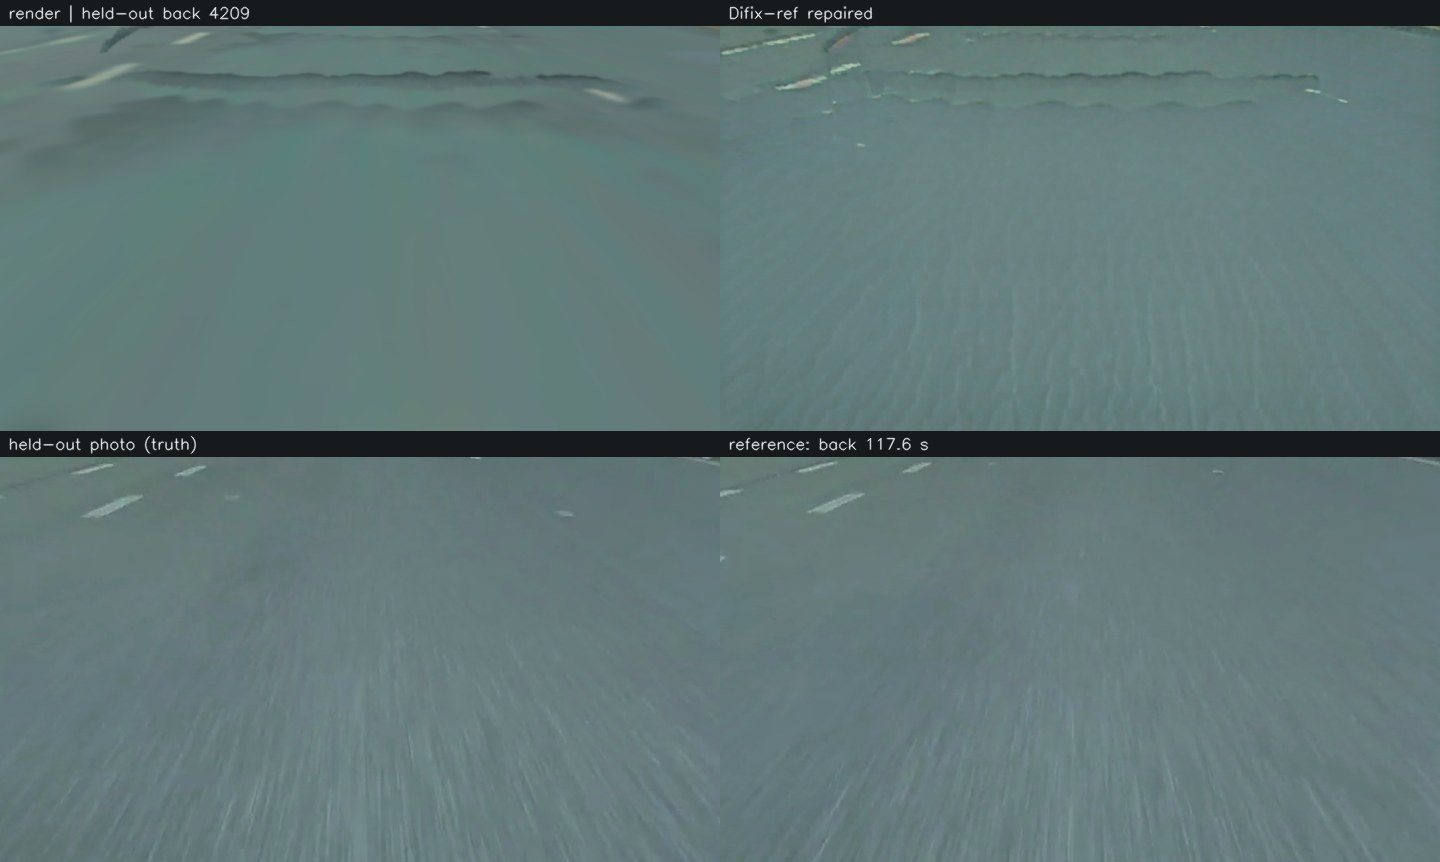 render | held-out back 4209
Difix-ref repaired
held-out photo (truth)
reference: back 117.6 s